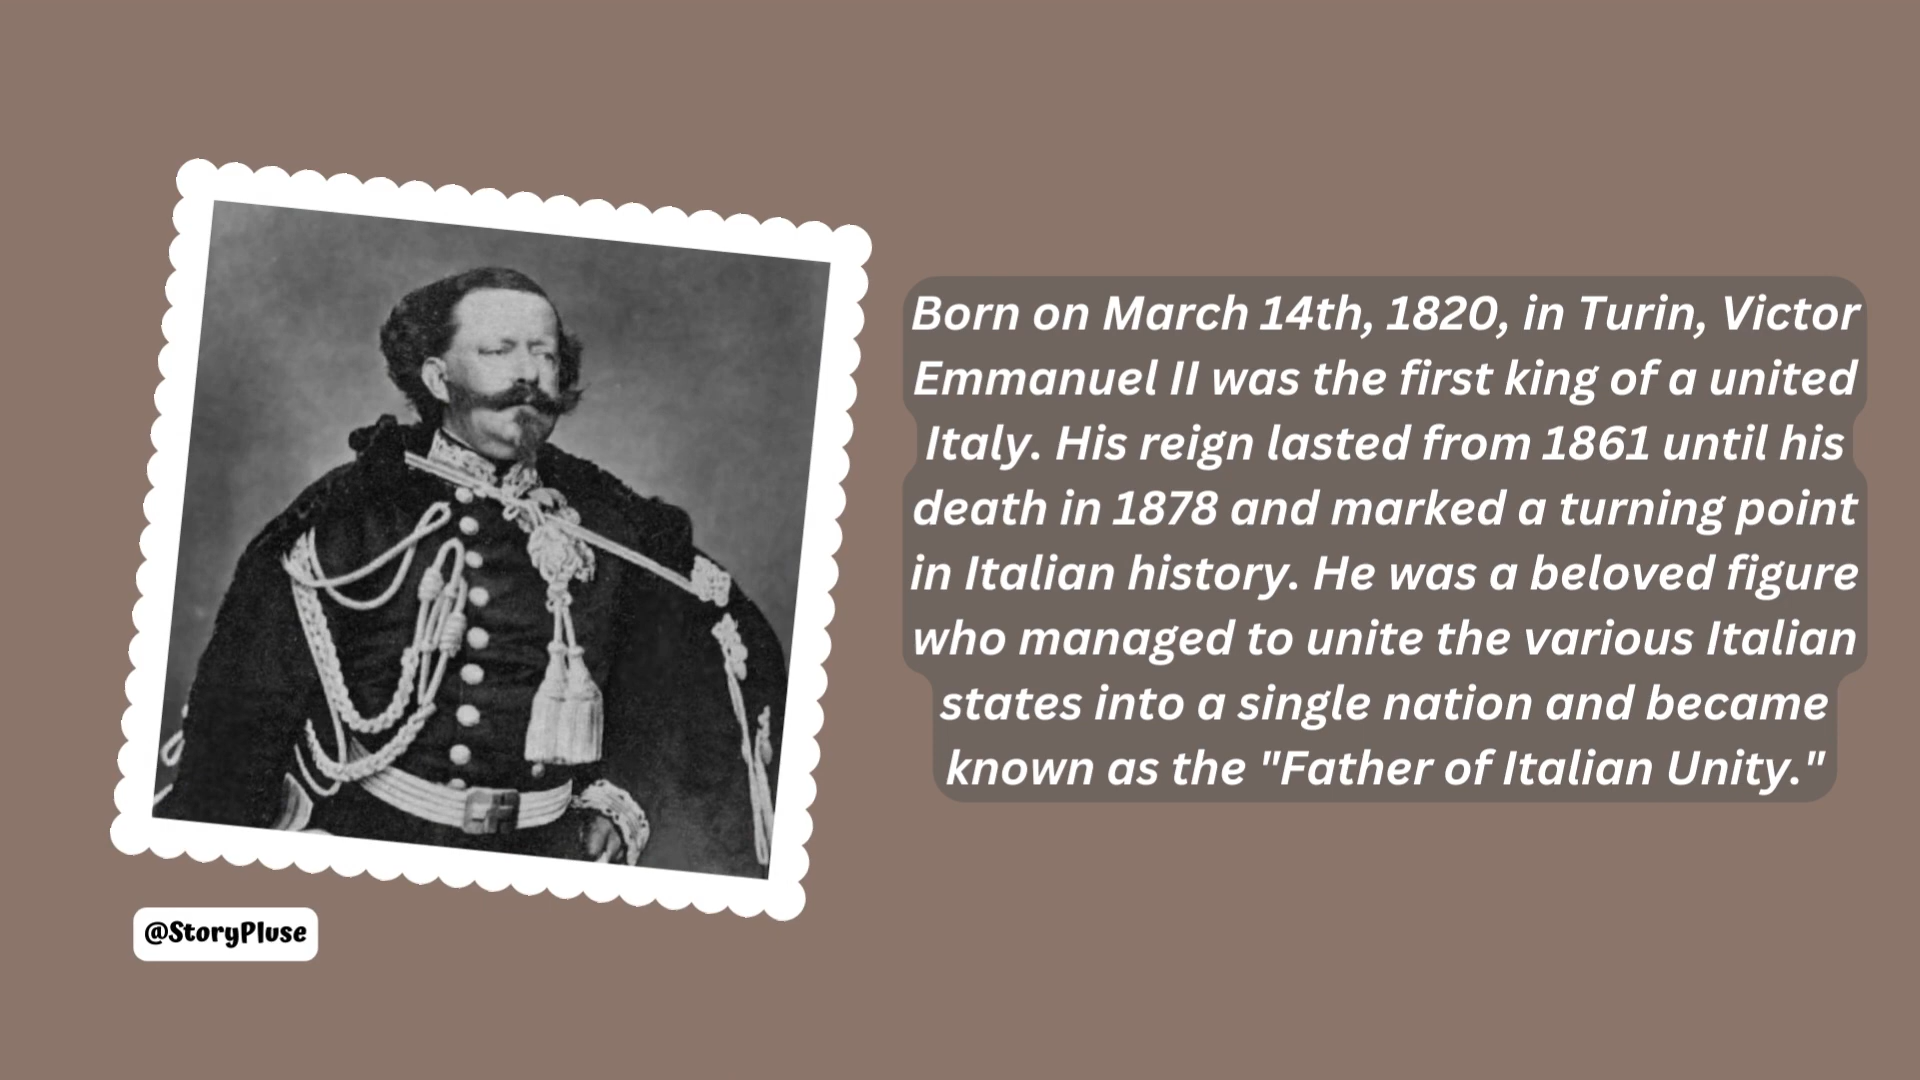 Born on March 14th, 1820, in Turin, Victor
Emmanuel II was the first king of a united
Italy. His reign lasted from 1861 until his
death in 1878 and marked a turning point
in Italian history. He was a beloved figure
who managed to unite the various Italian
states into a single nation and became
known as the "Father of Italian Unity."
@StoryPluse